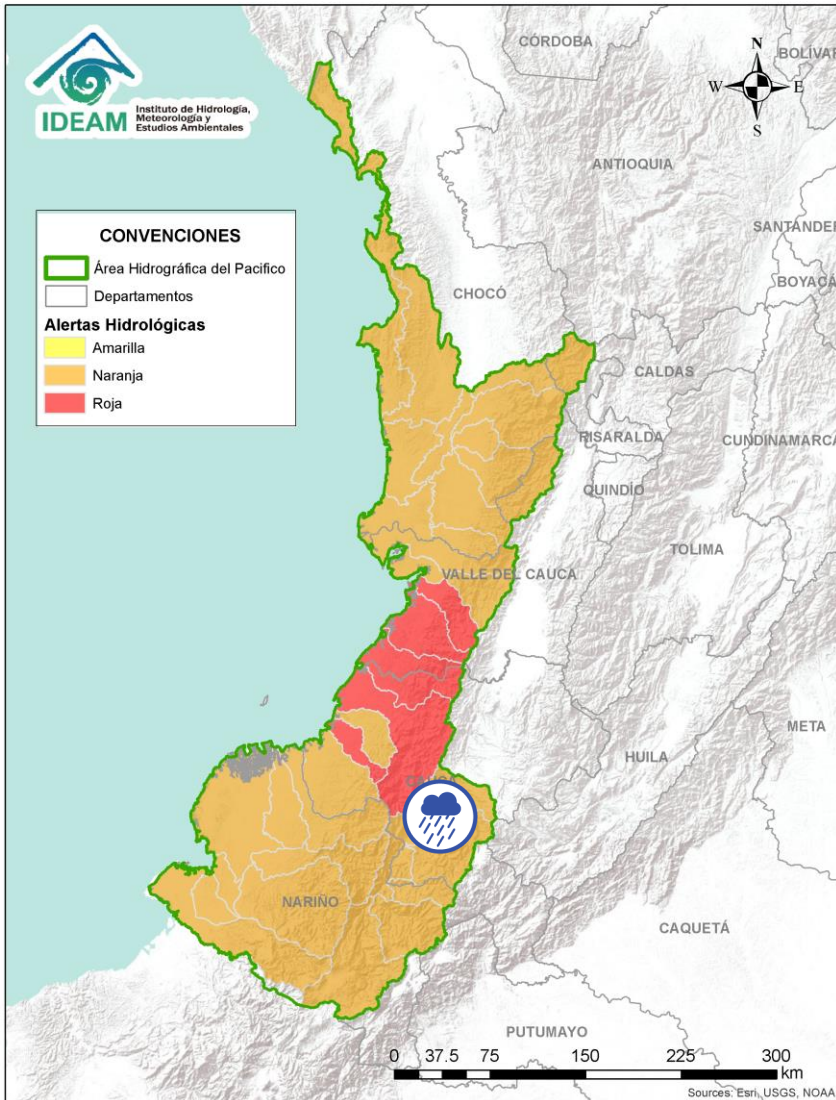 IDEAM
Instituto de Hidrología,
Meteorología y
Estudios Ambientales
CÓRDOBA
BOLÍVAR
N
W
E
S
ANTIOQUIA
CONVENCIONES
Área Hidrográfica del Pacifico
Departamentos
Alertas Hidrológicas
Amarilla
Naranja
Roja
SANTANDER
BOYACÁ
CHOCÓ
CALDAS
RISARALDA
CUNDINAMARCA
QUINDÍO
TOLIMA
VALLE DEL CAUCA
META
HUILA
CAUCA
NARIÑO
CAQUETÁ
PUTUMAYO
0 37.5 75 150 225 300
km
Sources: Esri, USGS, NOAA